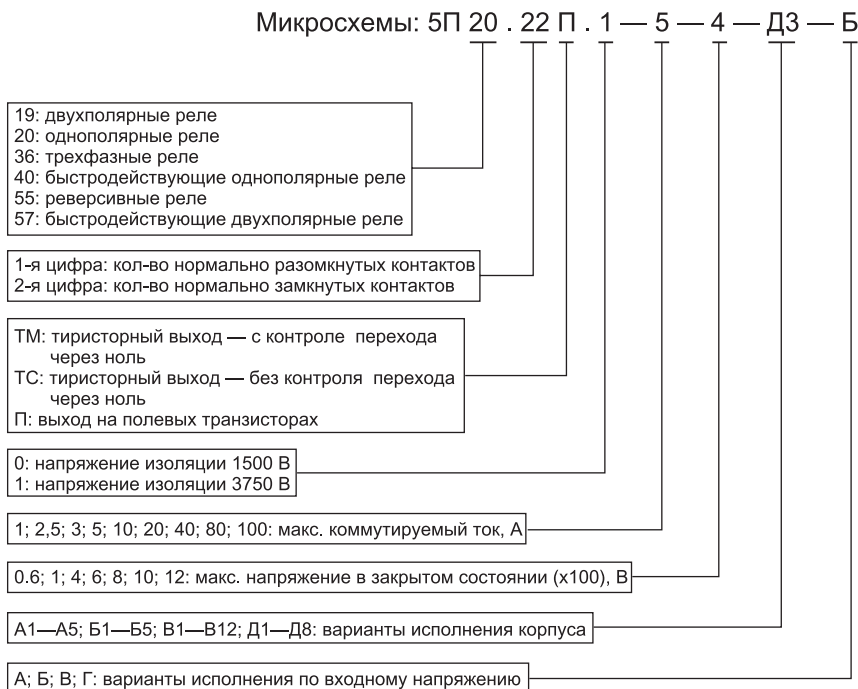 Микросхемы: 5П 20 . 22 П . 1 — 5 — 4 — Д3 — Б
19: двухполярные реле
20: однополярные реле
36: трехфазные реле
40: быстродействующие однополярные реле
55: реверсивные реле
57: быстродействующие двухполярные реле
1-я цифра: кол-во нормально разомкнутых контактов
2-я цифра: кол-во нормально замкнутых контактов
ТМ: тиристорный выход — с контроле перехода
через ноль
ТС: тиристорный выход — без контроля перехода
через ноль
П: выход на полевых транзисторах
0: напряжение изоляции 1500 В
1: напряжение изоляции 3750 В
1; 2,5; 3; 5; 10; 20; 40; 80; 100: макс. коммутируемый ток, А
0.6; 1; 4; 6; 8; 10; 12: макс. напряжение в закрытом состоянии (х100), В
А1—А5; Б1—Б5; В1—В12; Д1—Д8: варианты исполнения корпуса
А; Б; В; Г: варианты исполнения по входному напряжению